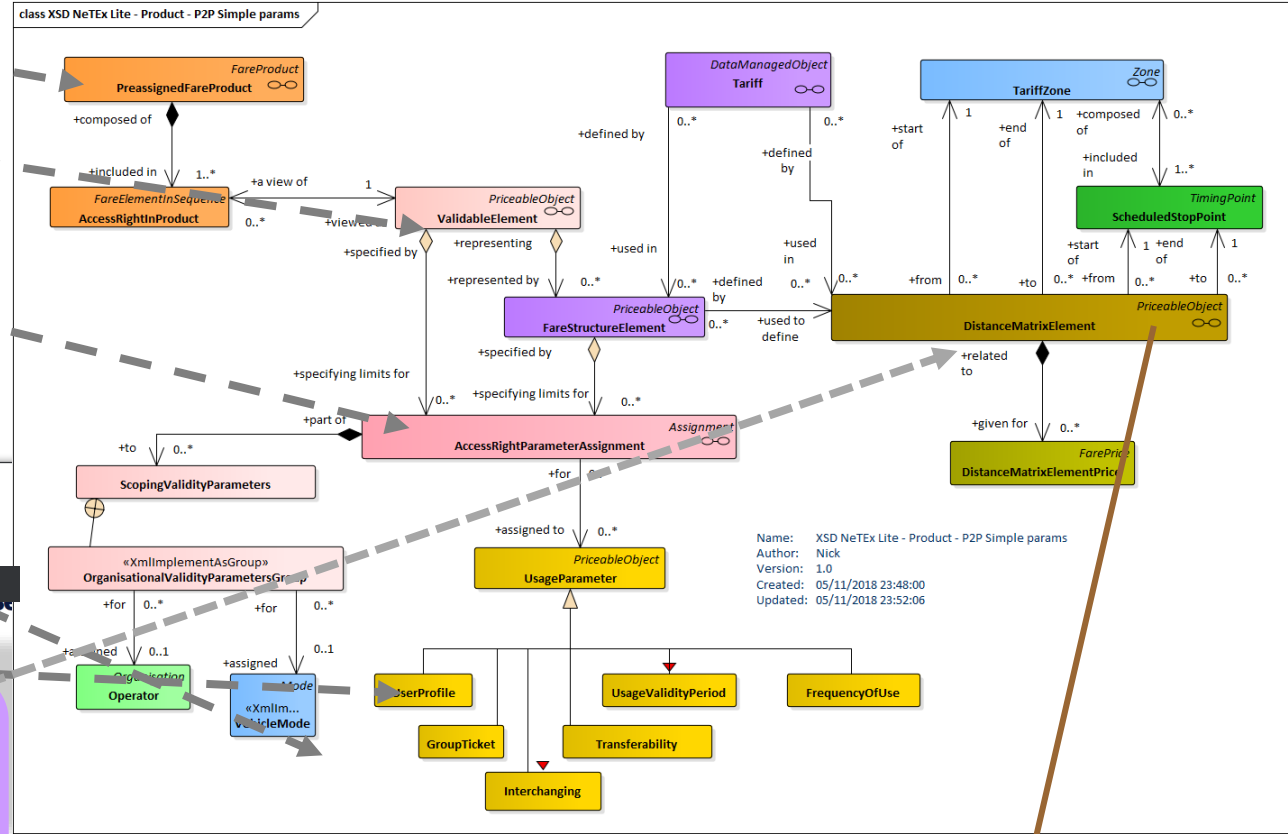 class XSD NeTEx Lite - Product - P2P Simple params
FareProduct
PreassignedFareProduct
+composed of
+included in
1..*
FareElementInSequence
AccessRightInProduct
+a view of
1
0..*
+viewed
PriceableObject
ValidableElement
+specified by
+representing
+represented by
0..*
DataManagedObject
Tariff
0..*
0..*
+defined by
+defined
by
+used in
+used
in
0..*
0..*
0..*
Zone
TariffZone
+start
of
1
+end
of
1
+composed
of
0..*
+included
in
1..*
TimingPoint
ScheduledStopPoint
+start
of
1
+end
of
1
+from
0..*
+to
0..*
+from
0..*
+to
0..*
PriceableObject
FareStructureElement
+defined
by
0..*
+used to
define
PriceableObject
DistanceMatrixElement
+specified by
+specifying limits for
0..*
+specifying limits for
0..*
+related
to
+given for
0..*
FarePrice
DistanceMatrixElementPrice
+part of
Assignment
AccessRightParameterAssignment
+to
0..*
ScopingValidityParameters
+for
+assigned to
0..*
«XmlImplementAsGroup»
OrganisationalValidityParametersGroup
PriceableObject
UsageParameter
Name: XSD NeTEx Lite - Product - P2P Simple params
Author: Nick
Version: 1.0
Created: 05/11/2018 23:48:00
Updated: 05/11/2018 23:52:06
+for
0..*
+for
0..*
+assigned
0..1
+assigned
0..1
Organisation
Operator
Mode
«XmlIm...
VehicleMode
UserProfile
UsageValidityPeriod
FrequencyOfUse
GroupTicket
Transferability
Interchanging